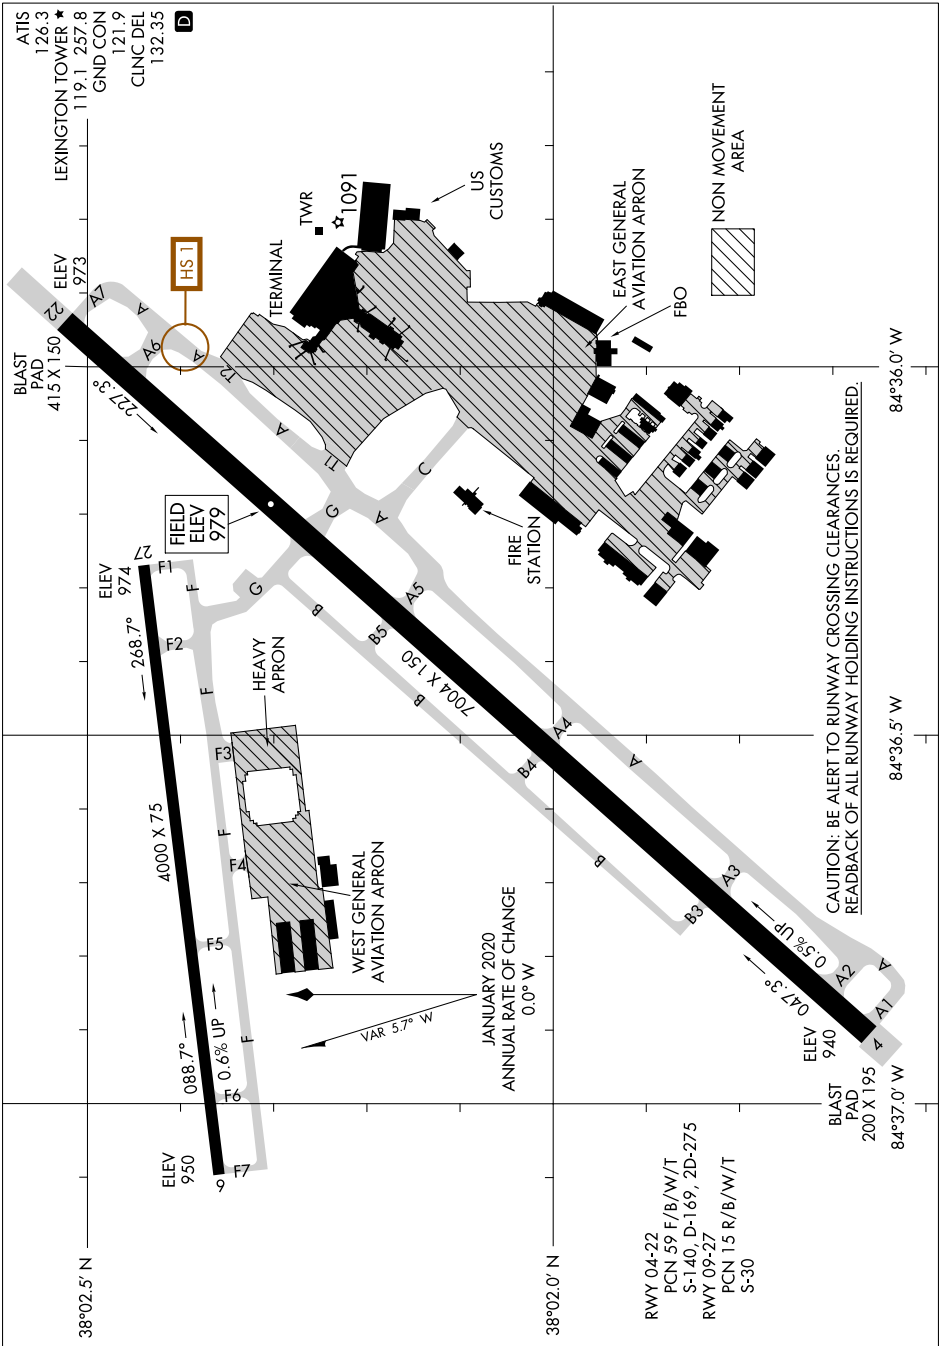 ATIS
126.3
LEXINGTON TOWER ★
119.1 257.8
GND CON
121.9
CLNC DEL
132.35
D
ELEV
973
BLAST
PAD
415 X 150
22
A7
A
A6
HS 1
A
T2
227.3°
TERMINAL
TWR
1091
US
CUSTOMS
NON MOVEMENT
AREA
EAST GENERAL
AVIATION APRON
FBO
FIELD
ELEV
979
A
T1
G
A
C
FIRE
STATION
ELEV
974
27
F1
F
G
F2
268.7°
F
HEAVY
APRON
B
B5
A5
7004 X 150
B
F3
4000 X 75
F
F4
B4
A4
A
WEST GENERAL
AVIATION APRON
B
B3
A3
F5
088.7°
0.6% UP
F
F6
ELEV
950
9
F7
JANUARY 2020
ANNUAL RATE OF CHANGE
0.0° W
VAR 5.7° W
0.5% UP
047.3°
A2
A
A1
4
ELEV
940
BLAST
PAD
200 X 195
CAUTION: BE ALERT TO RUNWAY CROSSING CLEARANCES.
READBACK OF ALL RUNWAY HOLDING INSTRUCTIONS IS REQUIRED.
RWY 04-22
PCN 59 F/B/W/T
S-140, D-169, 2D-275
RWY 09-27
PCN 15 R/B/W/T
S-30
38°02.5' N
38°02.0' N
84°36.0' W
84°36.5' W
84°37.0' W